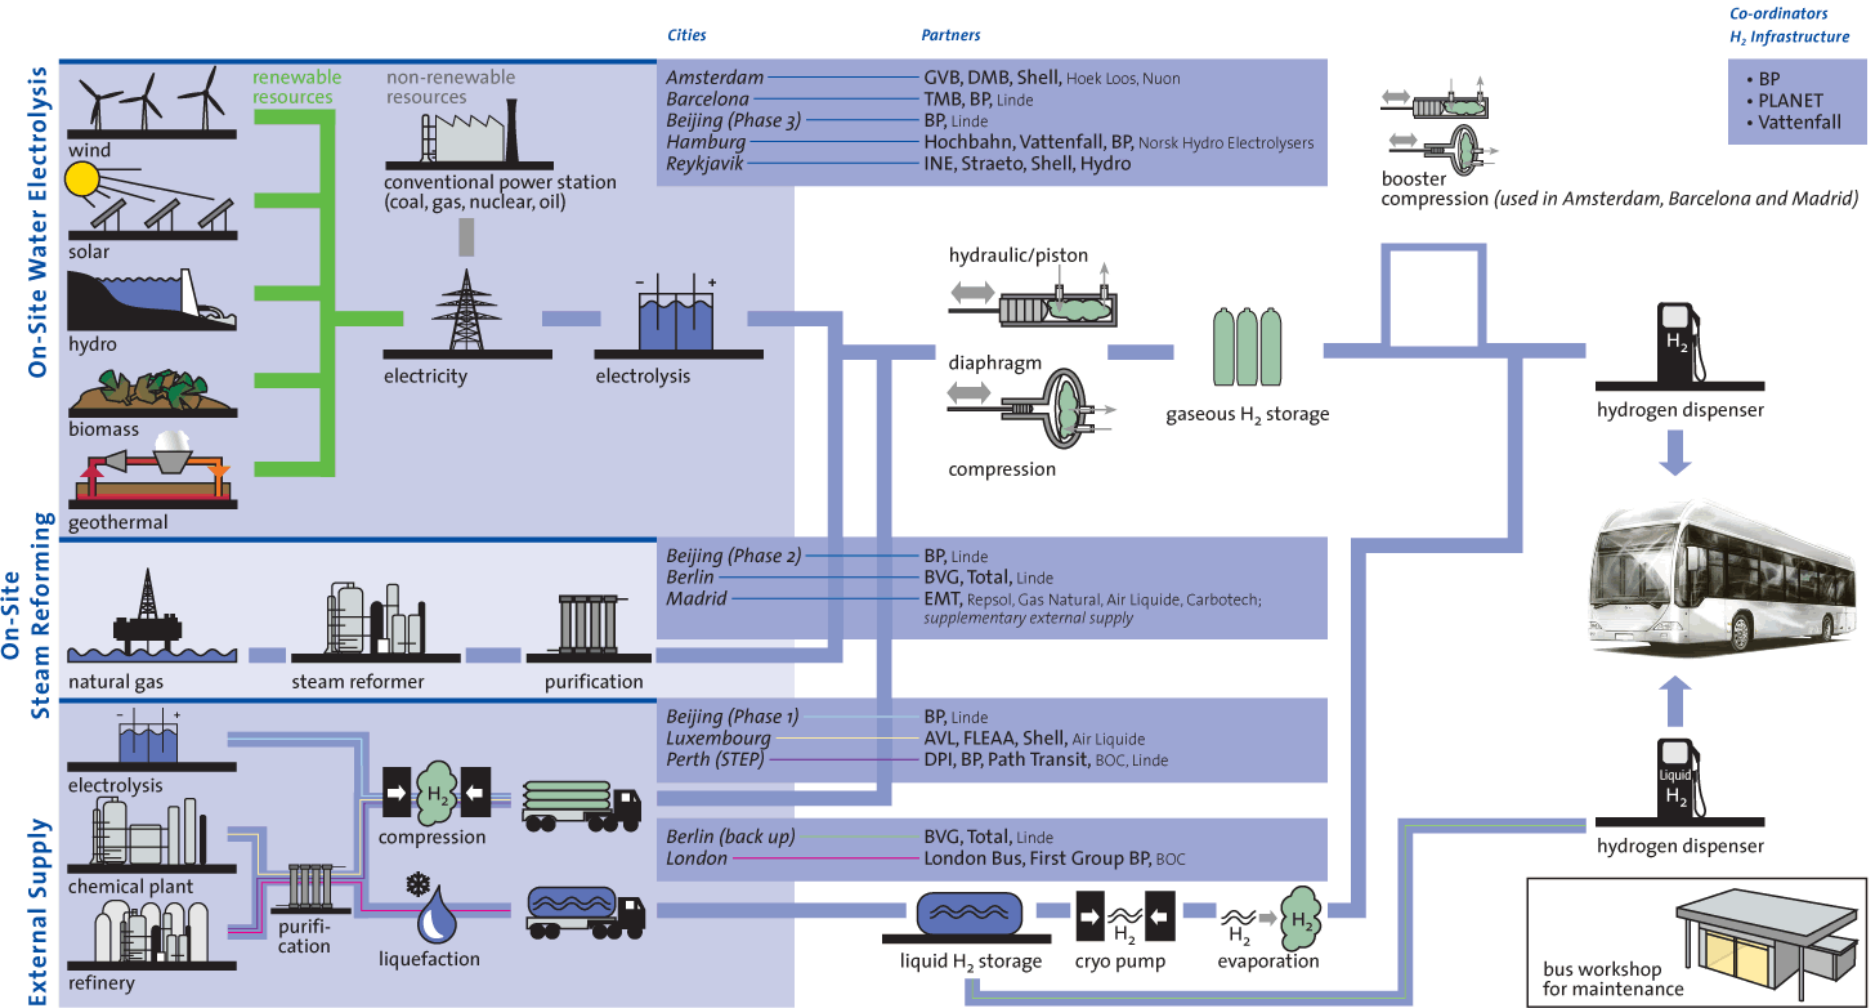 Cities
Partners
Co-ordinators
H₂ Infrastructure
• BP
• PLANET
• Vattenfall
On-Site Water Electrolysis
wind
solar
hydro
biomass
geothermal
renewable
resources
non-renewable
resources
conventional power station
(coal, gas, nuclear, oil)
electricity
− +
electrolysis
Amsterdam GVB, DMB, Shell, Hoek Loos, Nuon
Barcelona TMB, BP, Linde
Beijing (Phase 3) BP, Linde
Hamburg Hochbahn, Vattenfall, BP, Norsk Hydro Electrolysers
Reykjavik INE, Straeto, Shell, Hydro
booster
compression (used in Amsterdam, Barcelona and Madrid)
hydraulic/piston
diaphragm
compression
gaseous H₂ storage
H₂
hydrogen dispenser
On-Site
Steam Reforming
natural gas
steam reformer
purification
Beijing (Phase 2) BP, Linde
Berlin BVG, Total, Linde
Madrid EMT, Repsol, Gas Natural, Air Liquide, Carbotech;
supplementary external supply
External Supply
− +
electrolysis
chemical plant
refinery
purifi-
cation
H₂
compression
liquefaction
Beijing (Phase 1) BP, Linde
Luxembourg AVL, FLEAA, Shell, Air Liquide
Perth (STEP) DPI, BP, Path Transit, BOC, Linde
Berlin (back up) BVG, Total, Linde
London London Bus, First Group BP, BOC
liquid H₂ storage
H₂
cryo pump
H₂
H₂
evaporation
Liquid
H₂
hydrogen dispenser
bus workshop
for maintenance